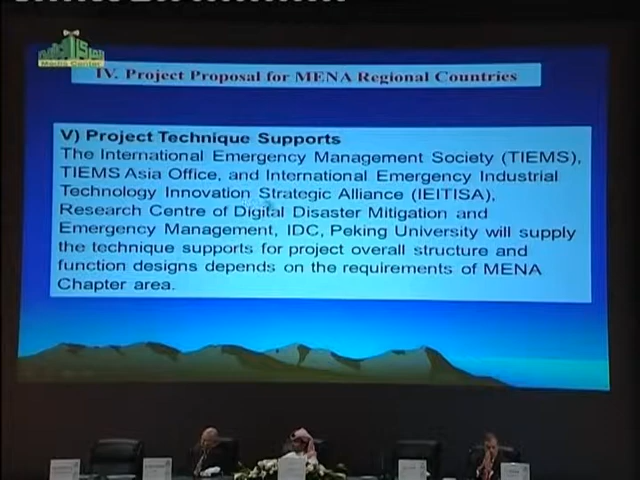 Media Center
IV. Project Proposal for MENA Regional Countries
V) Project Technique Supports
The International Emergency Management Society (TIEMS),
TIEMS Asia Office, and International Emergency Industrial
Technology Innovation Strategic Alliance (IEITISA),
Research Centre of Digital Disaster Mitigation and
Emergency Management, IDC, Peking University will supply
the technique supports for project overall structure and
function designs depends on the requirements of MENA
Chapter area.